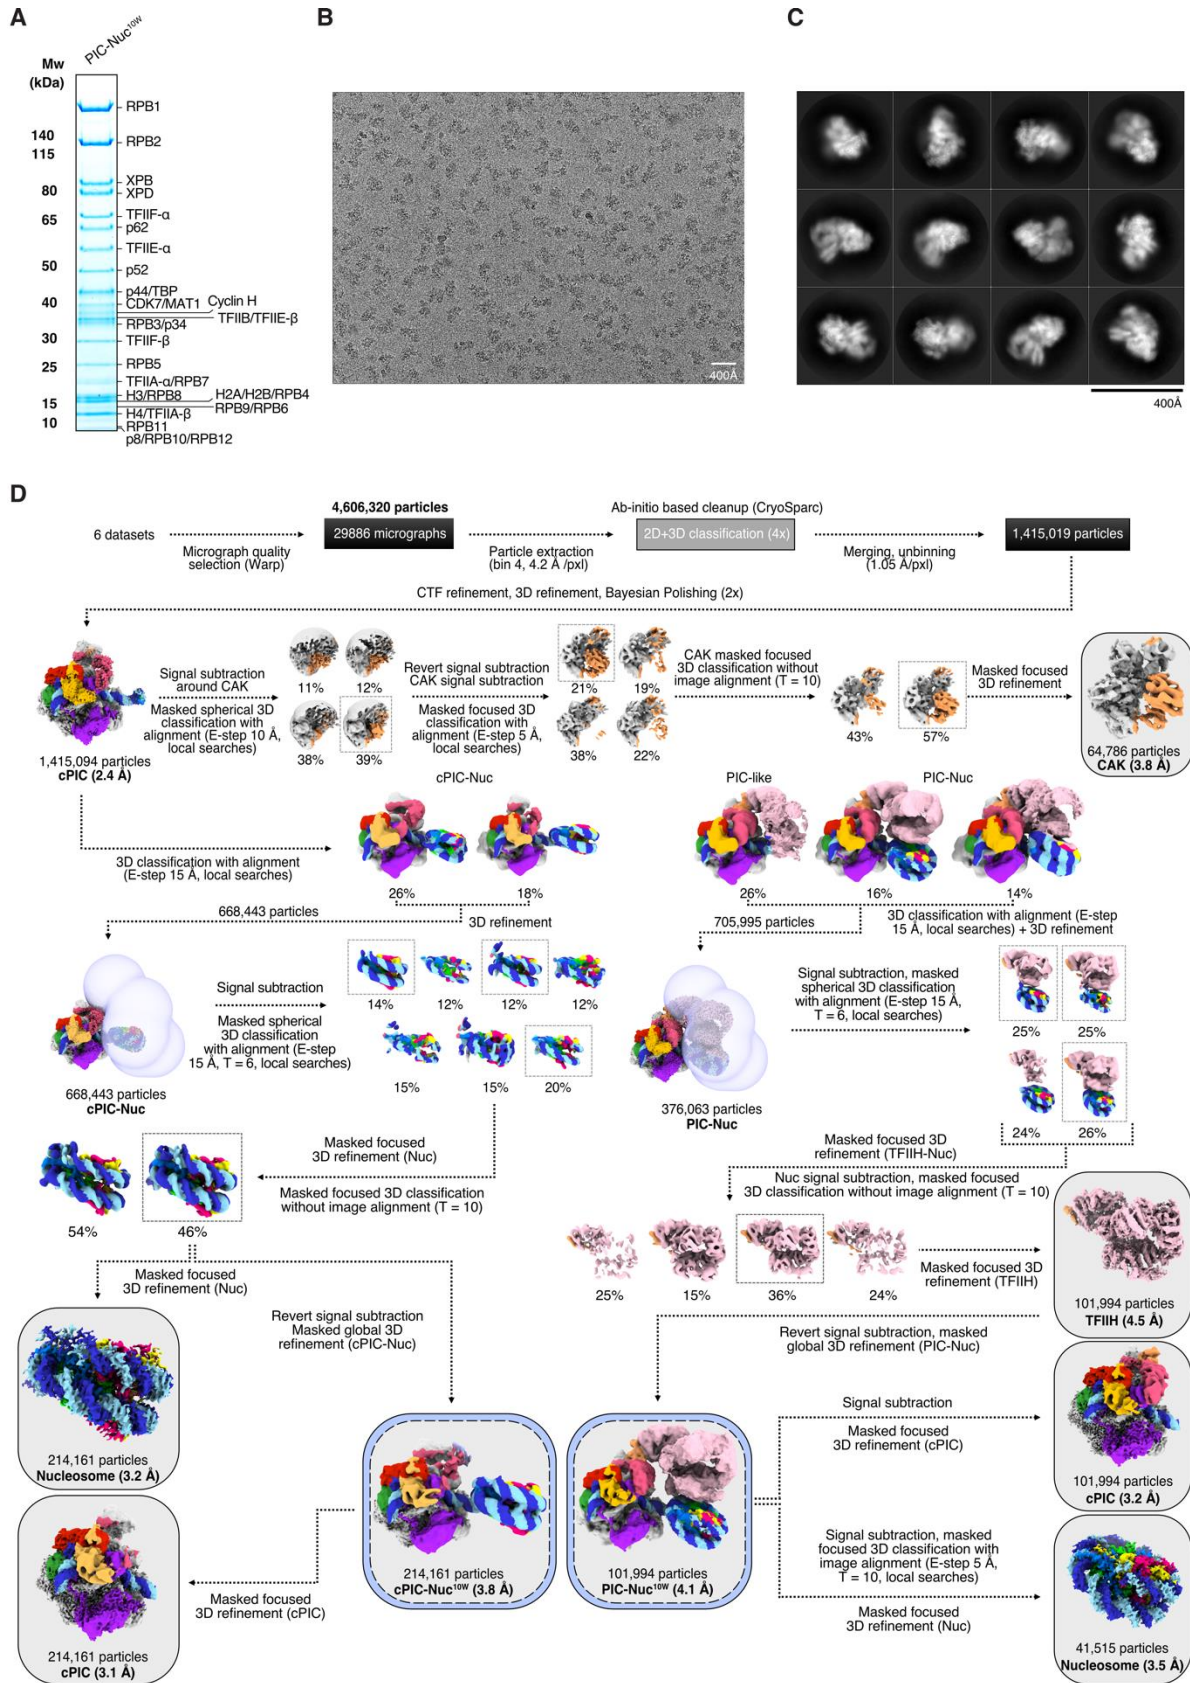 A
PIC-Nuc10W
Mw
(kDa)
140
115
80
65
50
40
30
25
15
10
RPB1
RPB2
XPB
XPD
TFIIF-α
p62
TFIIE-α
p52
p44/TBP
CDK7/MAT1
Cyclin H
TFIIB/TFIIE-β
RPB3/p34
TFIIF-β
RPB5
TFIIA-α/RPB7
H3/RPB8
H2A/H2B/RPB4
RPB9/RPB6
H4/TFIIA-β
RPB11
p8/RPB10/RPB12
B
400Å
C
400Å
D
6 datasets
Micrograph quality
selection (Warp)
4,606,320 particles
29886 micrographs
Particle extraction
(bin 4, 4.2 Å /pxl)
Ab-initio based cleanup (CryoSparc)
2D+3D classification (4x)
Merging, unbinning
(1.05 Å/pxl)
1,415,019 particles
CTF refinement, 3D refinement, Bayesian Polishing (2x)
1,415,094 particles
cPIC (2.4 Å)
Signal subtraction
around CAK
Masked spherical 3D
classification with
alignment (E-step 10 Å,
local searches)
11%
12%
38%
39%
Revert signal subtraction
CAK signal subtraction
Masked focused 3D
classification with
alignment (E-step 5 Å,
local searches)
21%
19%
38%
22%
CAK masked focused
3D classification without
image alignment (T = 10)
43%
57%
Masked focused
3D refinement
64,786 particles
CAK (3.8 Å)
3D classification with alignment
(E-step 15 Å, local searches)
cPIC-Nuc
26%
18%
PIC-like
PIC-Nuc
26%
16%
14%
668,443 particles
3D refinement
705,995 particles
3D classification with alignment (E-step
15 Å, local searches) + 3D refinement
668,443 particles
cPIC-Nuc
Signal subtraction
Masked spherical
3D classification
with alignment (E-step
15 Å, T = 6, local searches)
14%
12%
12%
12%
15%
15%
20%
376,063 particles
PIC-Nuc
Signal subtraction, masked
spherical 3D classification
with alignment (E-step 15 Å,
T = 6, local searches)
25%
25%
24%
26%
Masked focused
3D refinement (Nuc)
Masked focused 3D classification
without image alignment (T = 10)
54%
46%
Masked focused 3D
refinement (TFIIH-Nuc)
Nuc signal subtraction, masked focused
3D classification without image alignment (T = 10)
25%
15%
36%
24%
Masked focused 3D
refinement (TFIIH)
101,994 particles
TFIIH (4.5 Å)
Masked focused
3D refinement (Nuc)
Revert signal subtraction
Masked global 3D
refinement (cPIC-Nuc)
Revert signal subtraction, masked
global 3D refinement (PIC-Nuc)
214,161 particles
Nucleosome (3.2 Å)
214,161 particles
cPIC-Nuc10W (3.8 Å)
101,994 particles
PIC-Nuc10W (4.1 Å)
Signal subtraction
Masked focused
3D refinement (cPIC)
101,994 particles
cPIC (3.2 Å)
Masked focused
3D refinement (cPIC)
214,161 particles
cPIC (3.1 Å)
Signal subtraction, masked
focused 3D classification with
image alignment (E-step 5 Å,
T = 10, local searches)
Masked focused
3D refinement (Nuc)
41,515 particles
Nucleosome (3.5 Å)